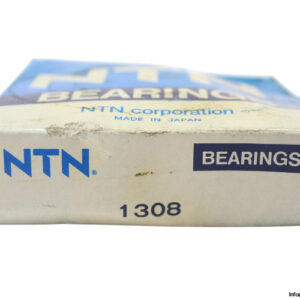 NTN
BEARING
NTN corporation
MADE IN JAPAN
NTN®
BEARINGS
1308